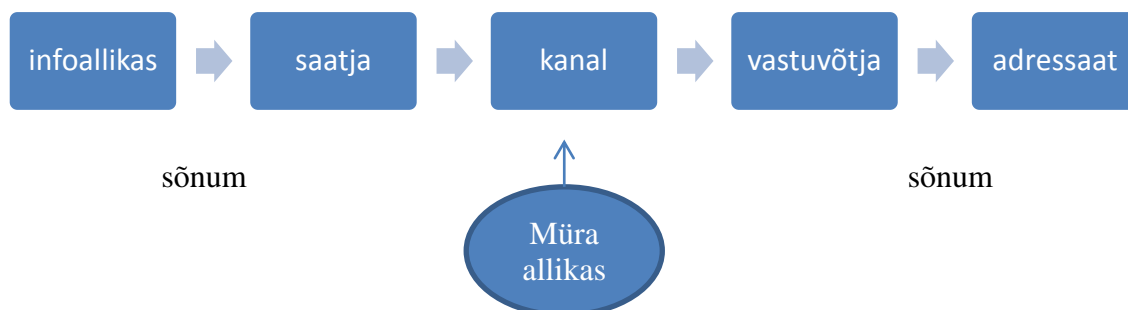 infoallikas
saatja
kanal
vastuvõtja
adressaat
sõnum
sõnum
Müra
allikas